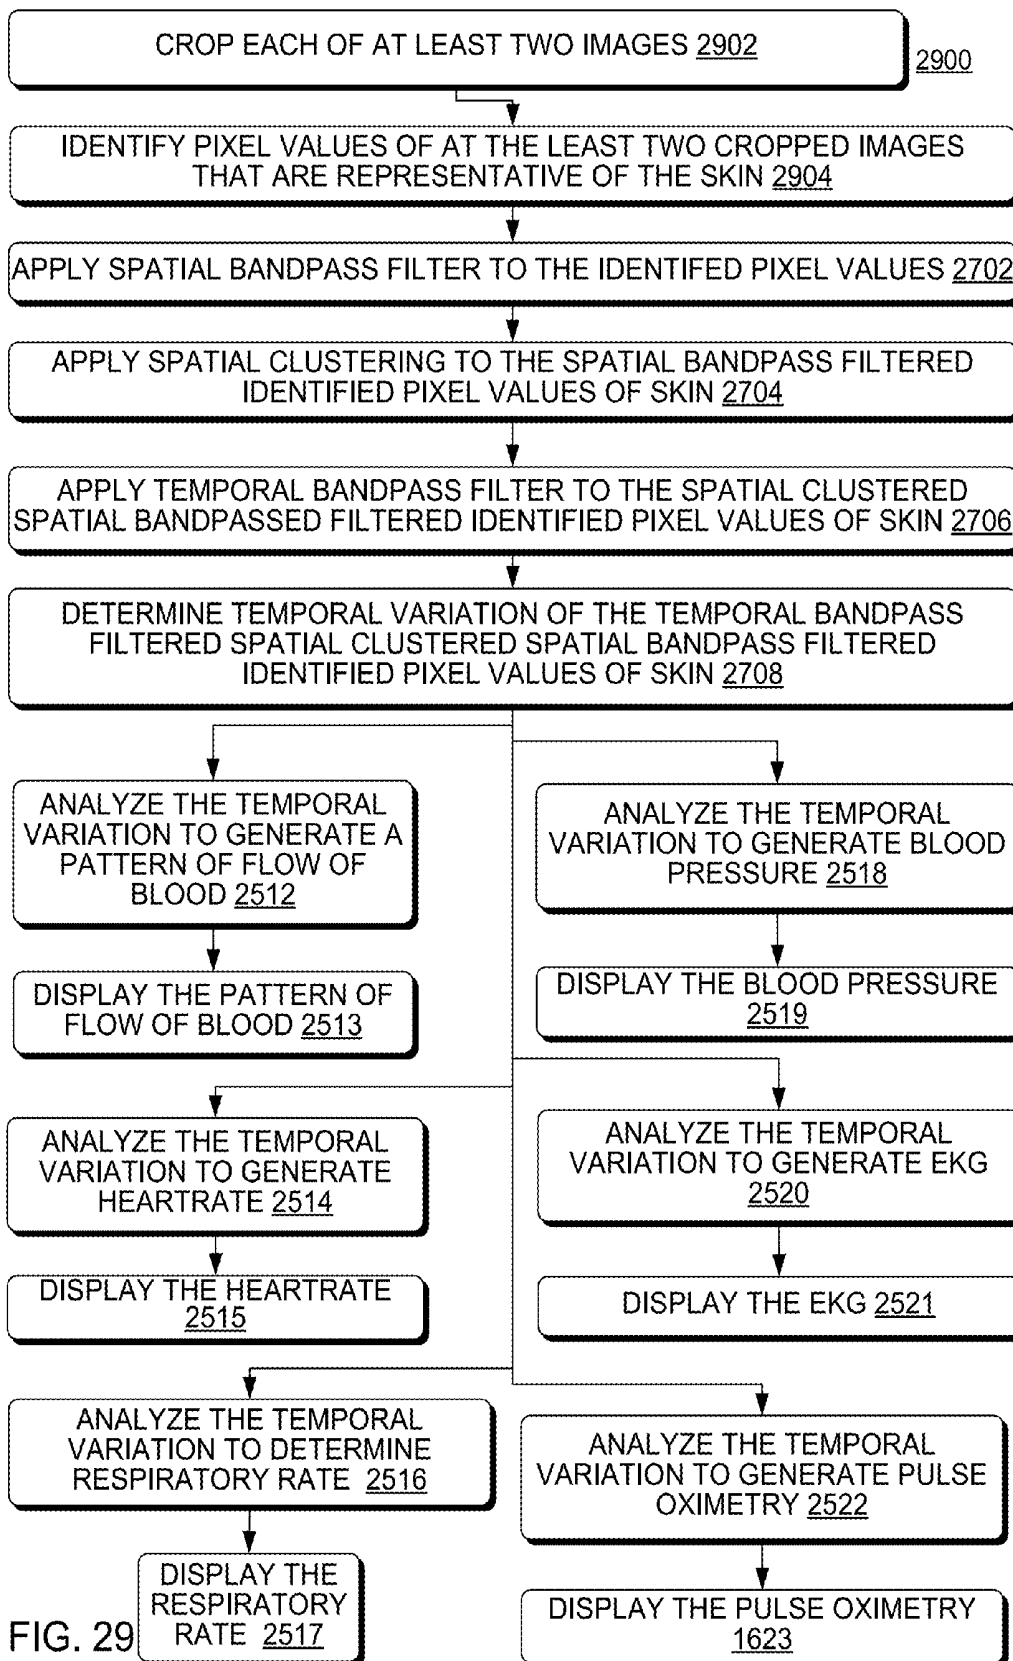 CROP EACH OF AT LEAST TWO IMAGES 2902
2900
IDENTIFY PIXEL VALUES OF AT THE LEAST TWO CROPPED IMAGES
THAT ARE REPRESENTATIVE OF THE SKIN 2904
APPLY SPATIAL BANDPASS FILTER TO THE IDENTIFED PIXEL VALUES 2702
APPLY SPATIAL CLUSTERING TO THE SPATIAL BANDPASS FILTERED
IDENTIFIED PIXEL VALUES OF SKIN 2704
APPLY TEMPORAL BANDPASS FILTER TO THE SPATIAL CLUSTERED
SPATIAL BANDPASSED FILTERED IDENTIFIED PIXEL VALUES OF SKIN 2706
DETERMINE TEMPORAL VARIATION OF THE TEMPORAL BANDPASS
FILTERED SPATIAL CLUSTERED SPATIAL BANDPASS FILTERED
IDENTIFIED PIXEL VALUES OF SKIN 2708
ANALYZE THE TEMPORAL
VARIATION TO GENERATE A
PATTERN OF FLOW OF
BLOOD 2512
ANALYZE THE TEMPORAL
VARIATION TO GENERATE BLOOD
PRESSURE 2518
DISPLAY THE PATTERN OF
FLOW OF BLOOD 2513
DISPLAY THE BLOOD PRESSURE
2519
ANALYZE THE TEMPORAL
VARIATION TO GENERATE
HEARTRATE 2514
ANALYZE THE TEMPORAL
VARIATION TO GENERATE EKG
2520
DISPLAY THE HEARTRATE
2515
DISPLAY THE EKG 2521
ANALYZE THE TEMPORAL
VARIATION TO DETERMINE
RESPIRATORY RATE 2516
ANALYZE THE TEMPORAL
VARIATION TO GENERATE PULSE
OXIMETRY 2522
DISPLAY THE
RESPIRATORY
RATE 2517
DISPLAY THE PULSE OXIMETRY
1623
FIG. 29